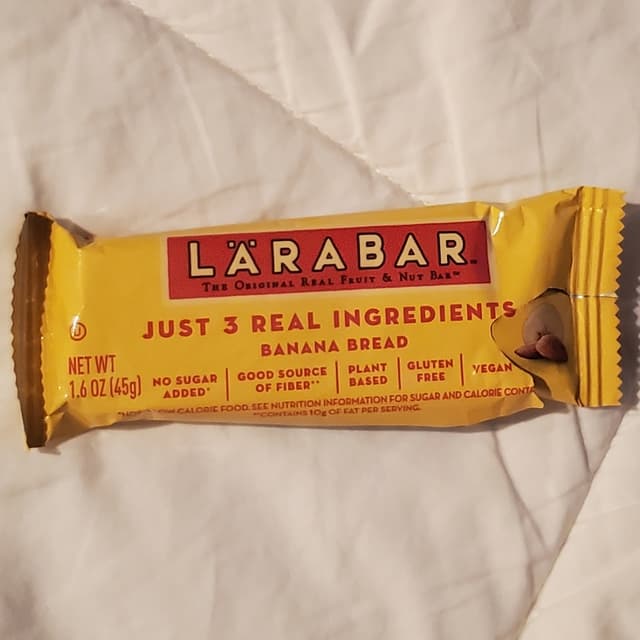 LÄRABAR™
THE ORIGINAL REAL FRUIT & NUT BAR™
JUST 3 REAL INGREDIENTS
BANANA BREAD
NET WT
1.6 OZ (45g)
NO SUGAR
ADDED*
GOOD SOURCE
OF FIBER**
PLANT
BASED
GLUTEN
FREE
VEGAN
CALORIE FOOD. SEE NUTRITION INFORMATION FOR SUGAR AND CALORIE
**CONTAINS 10g OF FAT PER SERVING.